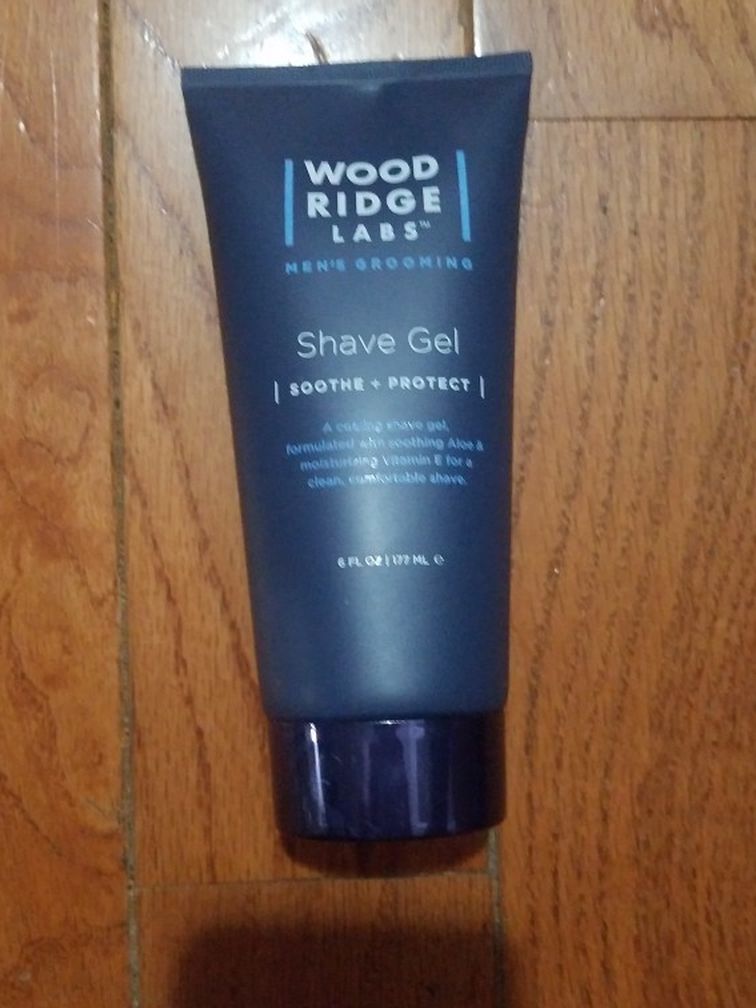 WOOD
RIDGE
LABS™
MEN'S GROOMING
Shave Gel
| SOOTHE + PROTECT |
A cooling shave gel,
formulated with soothing Aloe &
moisturizing Vitamin E for a
clean, comfortable shave.
6 FL OZ | 177 ML ℮